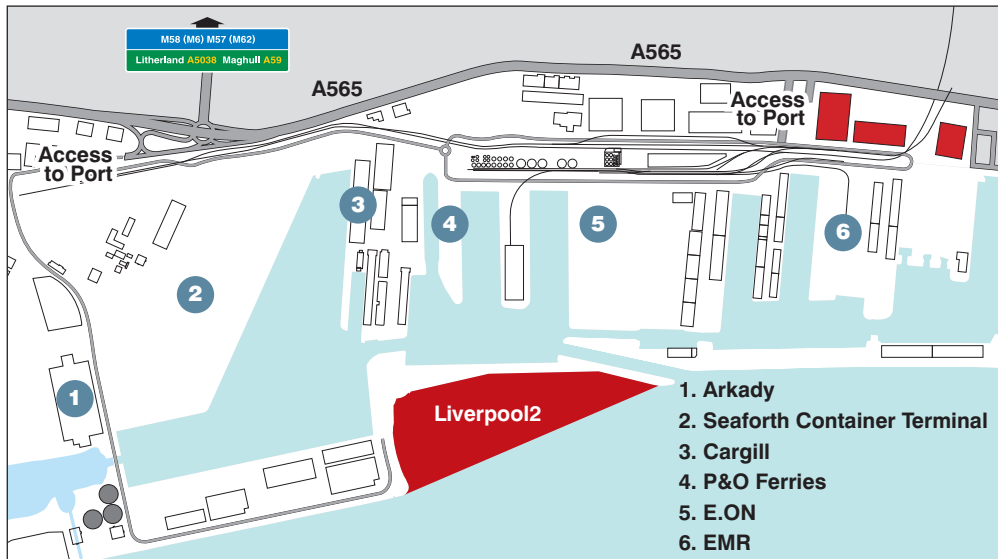 M58 (M6) M57 (M62)
Litherland A5038 Maghull A59
A565
A565
Access
to Port
Access
to Port
3
4
5
6
2
1
Liverpool2
1. Arkady
2. Seaforth Container Terminal
3. Cargill
4. P&O Ferries
5. E.ON
6. EMR